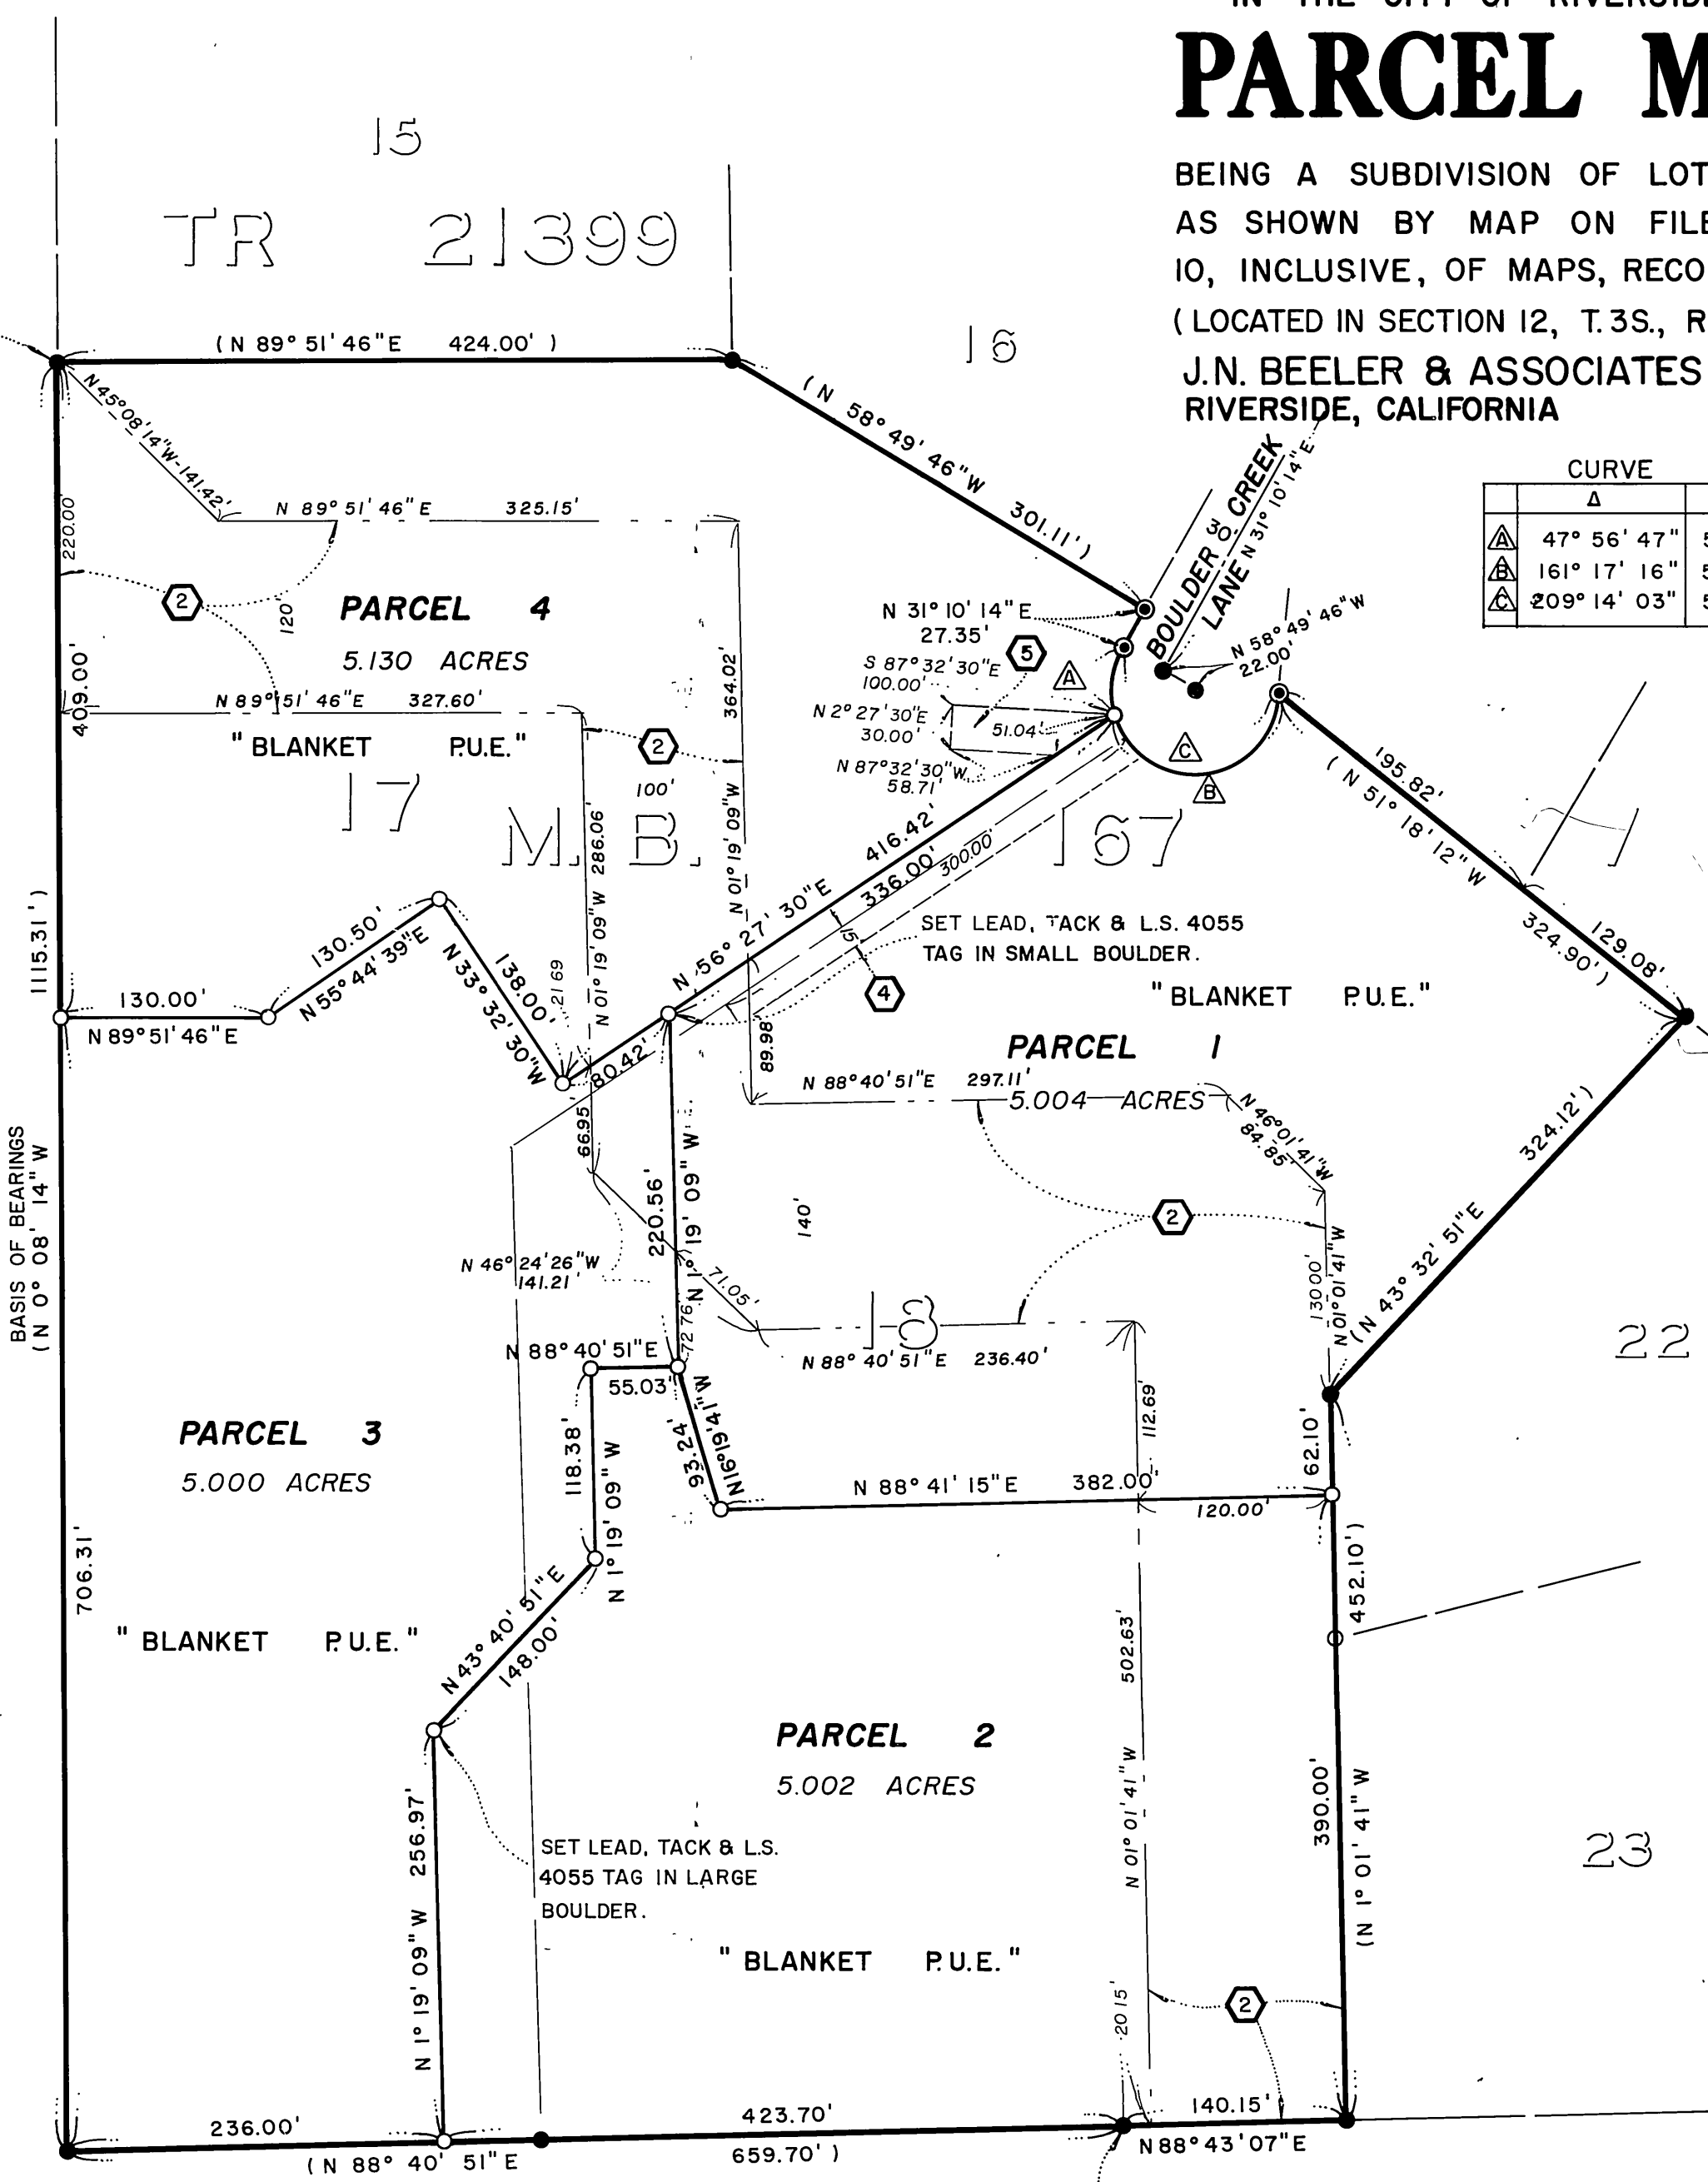 PARCEL
BEING A SUBDIVISION OF LOT
AS SHOWN BY MAP ON FILE
10, INCLUSIVE, OF MAPS, RECO
( LOCATED IN SECTION 12, T.3S., R
J.N. BEELER & ASSOCIATES
RIVERSIDE, CALIFORNIA
CURVE
Δ
A 47° 56' 47" 5
B 161° 17' 16" 5
C 209° 14' 03" 5
15
TR 21399
16
(N 89° 51' 46"E 424.00' )
N45°08'14"W-141.42'
( N 58° 49' 46"W
301.11')
BOULDER CREEK
LANE
30'
N 31° 10' 14"E
220.00'
N 89° 51' 46" E 325.15'
2
120'
PARCEL 4
5.130 ACRES
409.00'
N 89° 51' 46"E 327.60'
"BLANKET P.U.E."
364.02'
2
100'
N 31° 10' 14"E
27.35'
5
S 87° 32' 30"E
100.00'
A
N 2° 27' 30"E
30.00'
51.04'
N 87° 32' 30"W
58.71'
N 58° 49' 46"W
22.00'
C
B
195.82'
( N 51° 18' 12" W
324.90')
129.08'
17
M. B. 167
N 01° 19' 09"W 286.06'
N 01° 19' 09"W
416.42'
336.00'
300.00'
N 56° 27' 30"E
15'
SET LEAD, TACK & L.S. 4055
TAG IN SMALL BOULDER.
4
"BLANKET P.U.E."
1115.31')
130.50'
N55°44'39"E
138.00'
N 33° 32' 30"W
130.00'
N 89°51'46"E
21.69
80.42'
66.95'
89.98'
PARCEL 1
5.004 ACRES
N 88°40'51"E 297.11'
N 46°01'41"W
84.85'
324.12')
(N 43° 32' 51"E
BASIS OF BEARINGS
(N 0° 08' 14" W
220.56'
N 1° 19' 09" W
140'
2
N 46° 24' 26"W
141.21'
71.05'
72.76'
18
N 88° 40' 51"E 236.40'
130.00'
N 01° 01' 41"W
22
N 88° 40' 51"E
55.03'
118.38'
N 1° 19' 09" W
93.24'
N16°19'41"W
112.69'
62.10'
PARCEL 3
5.000 ACRES
N 88° 41' 15"E 382.00'
120.00'
706.31'
452.10')
N 43° 40' 51"E
148.00'
"BLANKET P.U.E."
502.63'
PARCEL 2
5.002 ACRES
N 01° 01' 41" W
390.00'
(N 1° 01' 41" W
23
256.97'
N 1° 19' 09" W
SET LEAD, TACK & L.S.
4055 TAG IN LARGE
BOULDER.
"BLANKET P.U.E."
20.15'
2
236.00'
423.70'
140.15'
( N 88° 40' 51"E
659.70' )
N 88° 43' 07"E